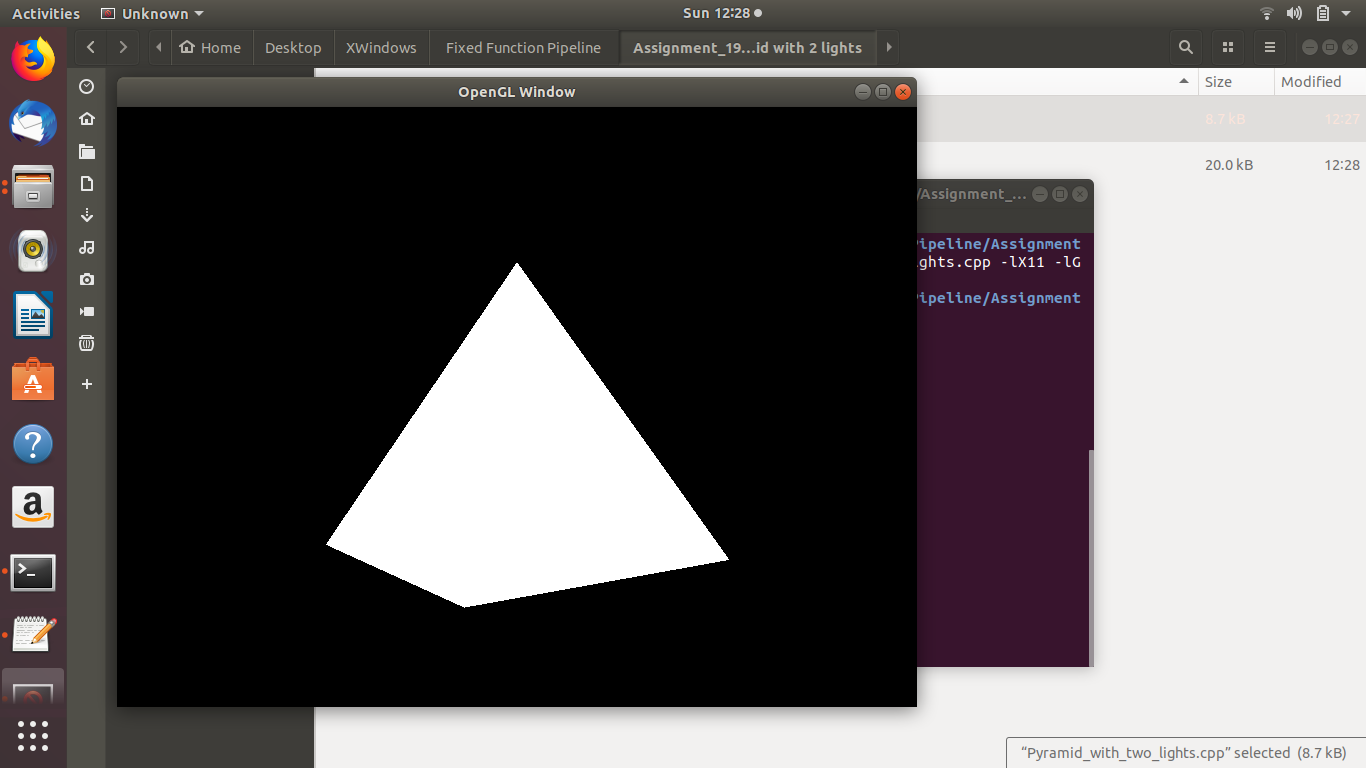 Activities
Unknown
Sun 12:28
Home
Desktop
XWindows
Fixed Function Pipeline
Assignment_19...id with 2 lights
Size
Modified
OpenGL Window
8.7 kB
12:27
20.0 kB
12:28
/Assignment_...
ipeline/Assignment
ghts.cpp -lX11 -lG
ipeline/Assignment
“Pyramid_with_two_lights.cpp” selected (8.7 kB)